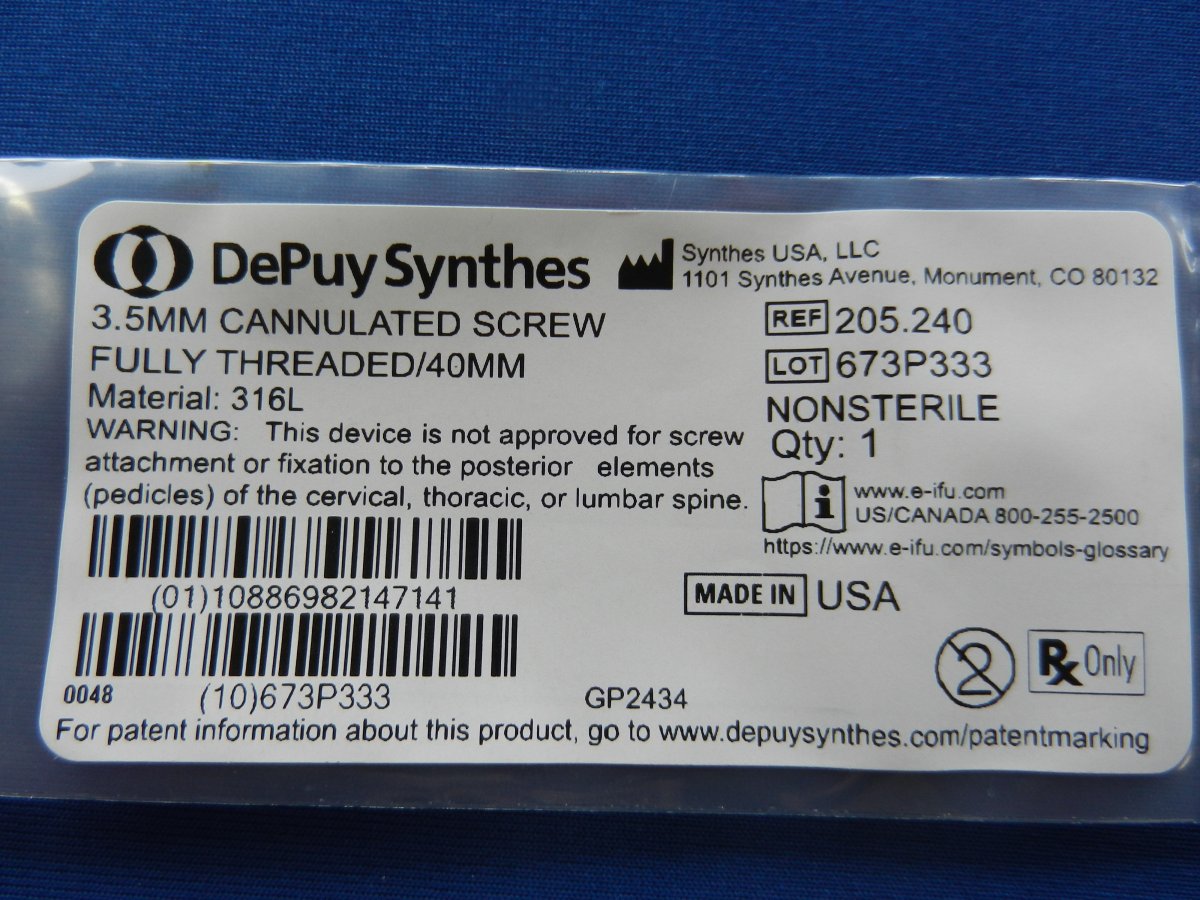 DePuy Synthes
Synthes USA, LLC
1101 Synthes Avenue, Monument, CO 80132
3.5MM CANNULATED SCREW
FULLY THREADED/40MM
Material: 316L
WARNING: This device is not approved for screw
attachment or fixation to the posterior elements
(pedicles) of the cervical, thoracic, or lumbar spine.
REF 205.240
LOT 673P333
NONSTERILE
Qty: 1
i
www.e-ifu.com
US/CANADA 800-255-2500
https://www.e-ifu.com/symbols-glossary
(01)10886982147141
MADE IN USA
2
Rx Only
0048
(10)673P333
GP2434
For patent information about this product, go to www.depuysynthes.com/patentmarking